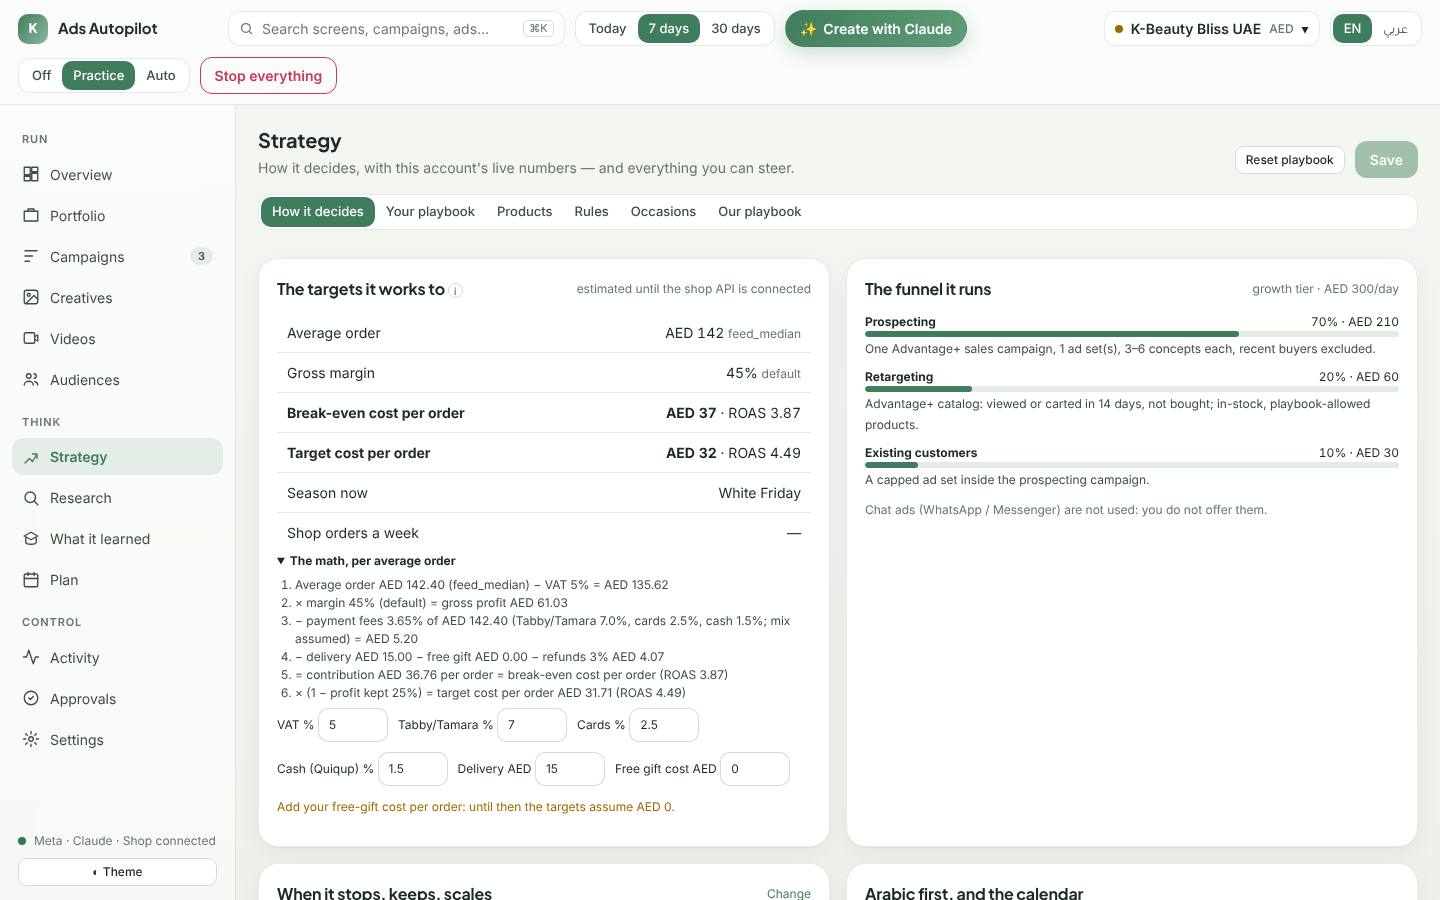 K
Ads Autopilot
Search screens, campaigns, ads...
⌘K
Today
7 days
30 days
✨ Create with Claude
K-Beauty Bliss UAE AED ▾
EN
عربي
Off
Practice
Auto
Stop everything
RUN
Overview
Portfolio
Campaigns
3
Creatives
Videos
Audiences
THINK
Strategy
Research
What it learned
Plan
CONTROL
Activity
Approvals
Settings
Meta · Claude · Shop connected
Theme
Strategy
How it decides, with this account's live numbers — and everything you can steer.
Reset playbook
Save
How it decides
Your playbook
Products
Rules
Occasions
Our playbook
The targets it works to i
estimated until the shop API is connected
Average order
AED 142 feed_median
Gross margin
45% default
Break-even cost per order
AED 37 · ROAS 3.87
Target cost per order
AED 32 · ROAS 4.49
Season now
White Friday
Shop orders a week
—
▼ The math, per average order
1. Average order AED 142.40 (feed_median) − VAT 5% = AED 135.62
2. × margin 45% (default) = gross profit AED 61.03
3. − payment fees 3.65% of AED 142.40 (Tabby/Tamara 7.0%, cards 2.5%, cash 1.5%; mix
assumed) = AED 5.20
4. − delivery AED 15.00 − free gift AED 0.00 − refunds 3% AED 4.07
5. = contribution AED 36.76 per order = break-even cost per order (ROAS 3.87)
6. × (1 − profit kept 25%) = target cost per order AED 31.71 (ROAS 4.49)
VAT % 5
Tabby/Tamara % 7
Cards % 2.5
Cash (Quiqup) % 1.5
Delivery AED 15
Free gift cost AED 0
Add your free-gift cost per order: until then the targets assume AED 0.
The funnel it runs
growth tier · AED 300/day
Prospecting
70% · AED 210
One Advantage+ sales campaign, 1 ad set(s), 3–6 concepts each, recent buyers excluded.
Retargeting
20% · AED 60
Advantage+ catalog: viewed or carted in 14 days, not bought; in-stock, playbook-allowed
products.
Existing customers
10% · AED 30
A capped ad set inside the prospecting campaign.
Chat ads (WhatsApp / Messenger) are not used: you do not offer them.
When it stops, keeps, scales
Change
Arabic first, and the calendar